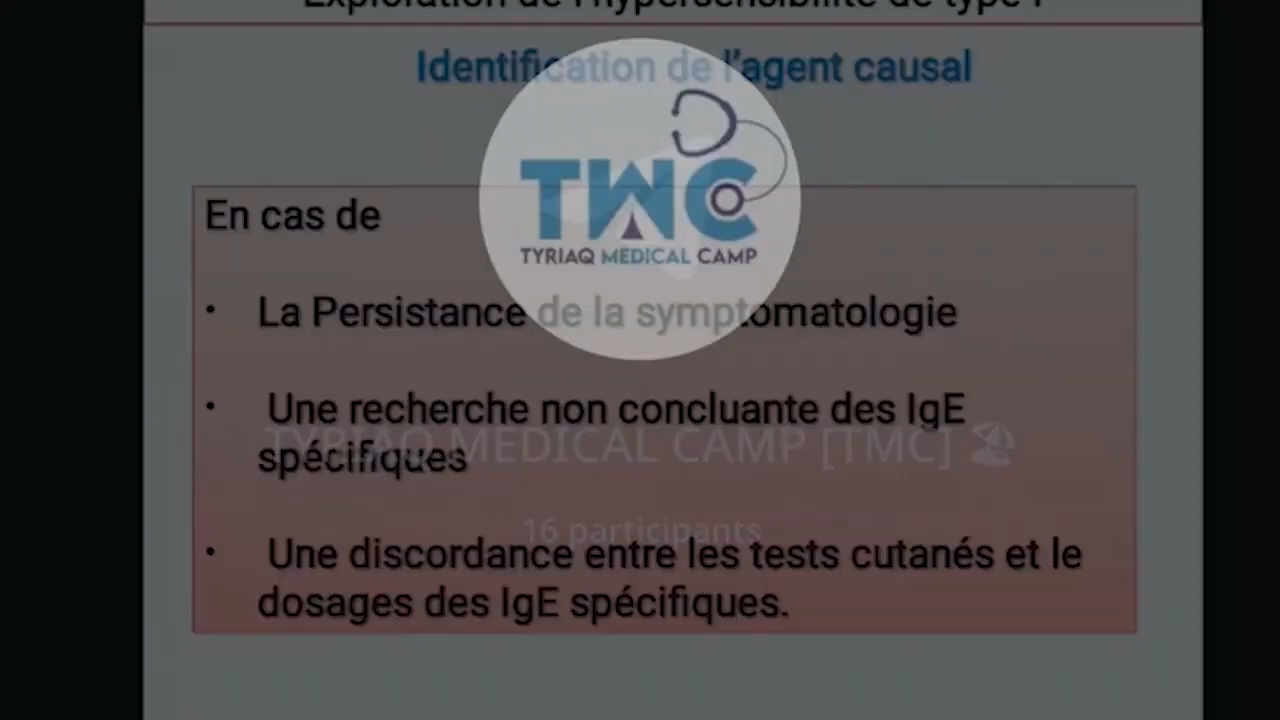 Exploration de l'hypersensibilité de type I
Identification de l'agent causal
TMC
TYRIAQ MEDICAL CAMP
En cas de
• La Persistance de la symptomatologie
• Une recherche non concluante des IgE
spécifiques
TYRIAQ MEDICAL CAMP [TMC] 🏖
16 participants
• Une discordance entre les tests cutanés et le
dosages des IgE spécifiques.